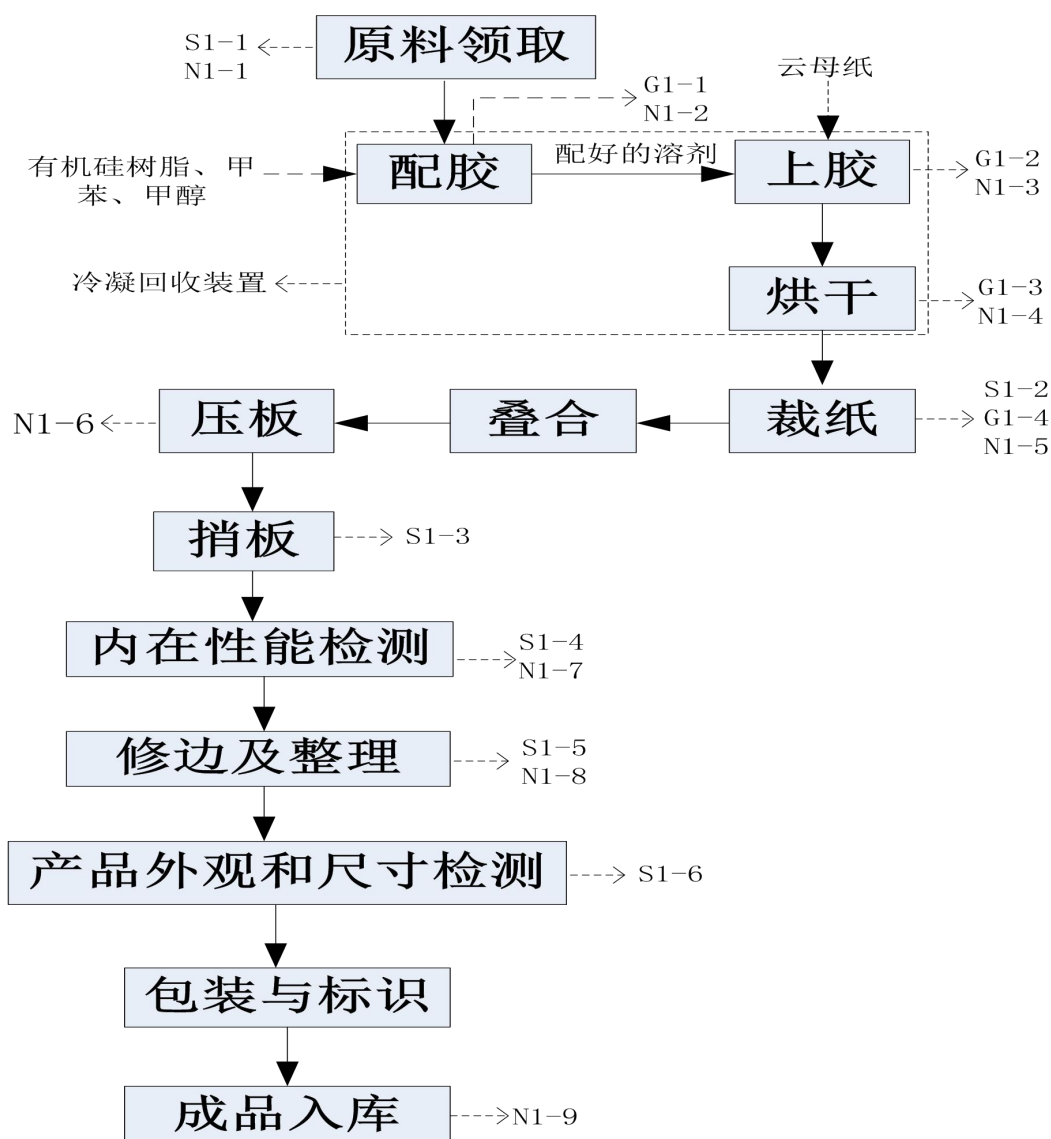 原料领取
S1-1
N1-1
G1-1
N1-2
云母纸
有机硅树脂、甲
苯、甲醇
配胶
配好的溶剂
上胶
G1-2
N1-3
冷凝回收装置
烘干
G1-3
N1-4
N1-6
压板
叠合
裁纸
S1-2
G1-4
N1-5
捎板
S1-3
内在性能检测
S1-4
N1-7
修边及整理
S1-5
N1-8
产品外观和尺寸检测
S1-6
包装与标识
成品入库
N1-9